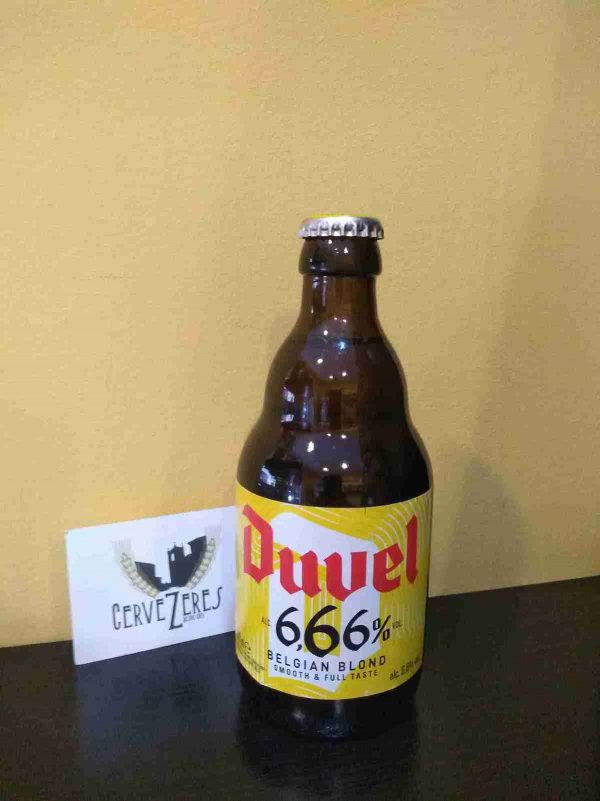 CERVEZERES
Duvel
ALC. 6,66% VOL.
BELGIAN BLOND
SMOOTH & FULL TASTE